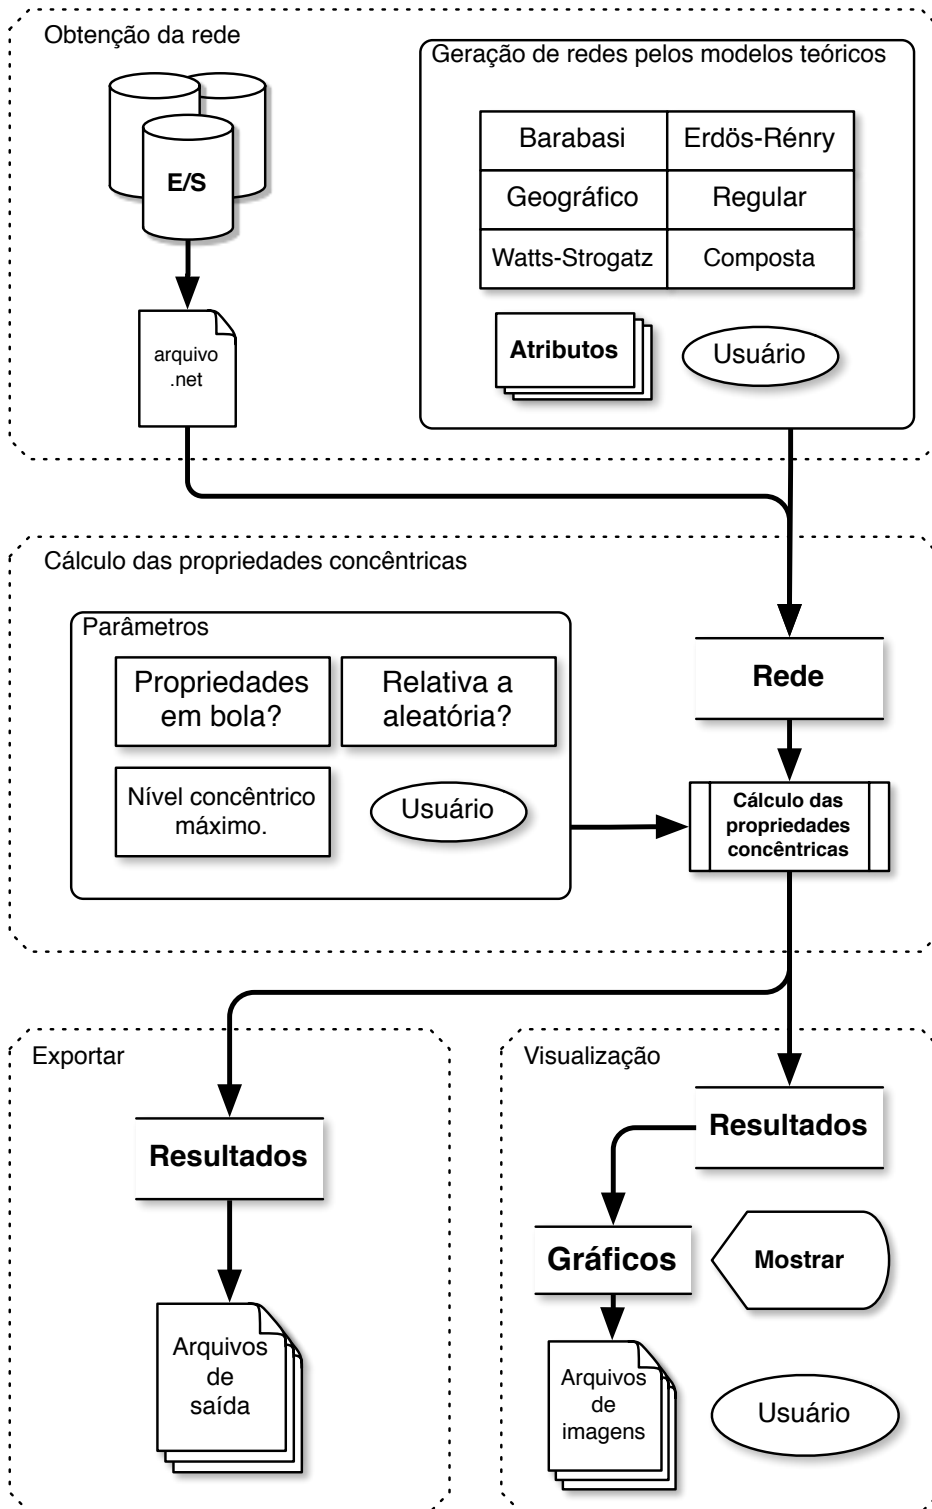 Obtenção da rede
E/S
arquivo
.net
Geração de redes pelos modelos teóricos
Barabasi
Erdös-Rénry
Geográfico
Regular
Watts-Strogatz
Composta
Atributos
Usuário
Cálculo das propriedades concêntricas
Parâmetros
Propriedades
em bola?
Relativa a
aleatória?
Nível concêntrico
máximo.
Usuário
Rede
Cálculo das
propriedades
concêntricas
Exportar
Resultados
Arquivos
de
saída
Visualização
Resultados
Gráficos
Mostrar
Arquivos
de
imagens
Usuário